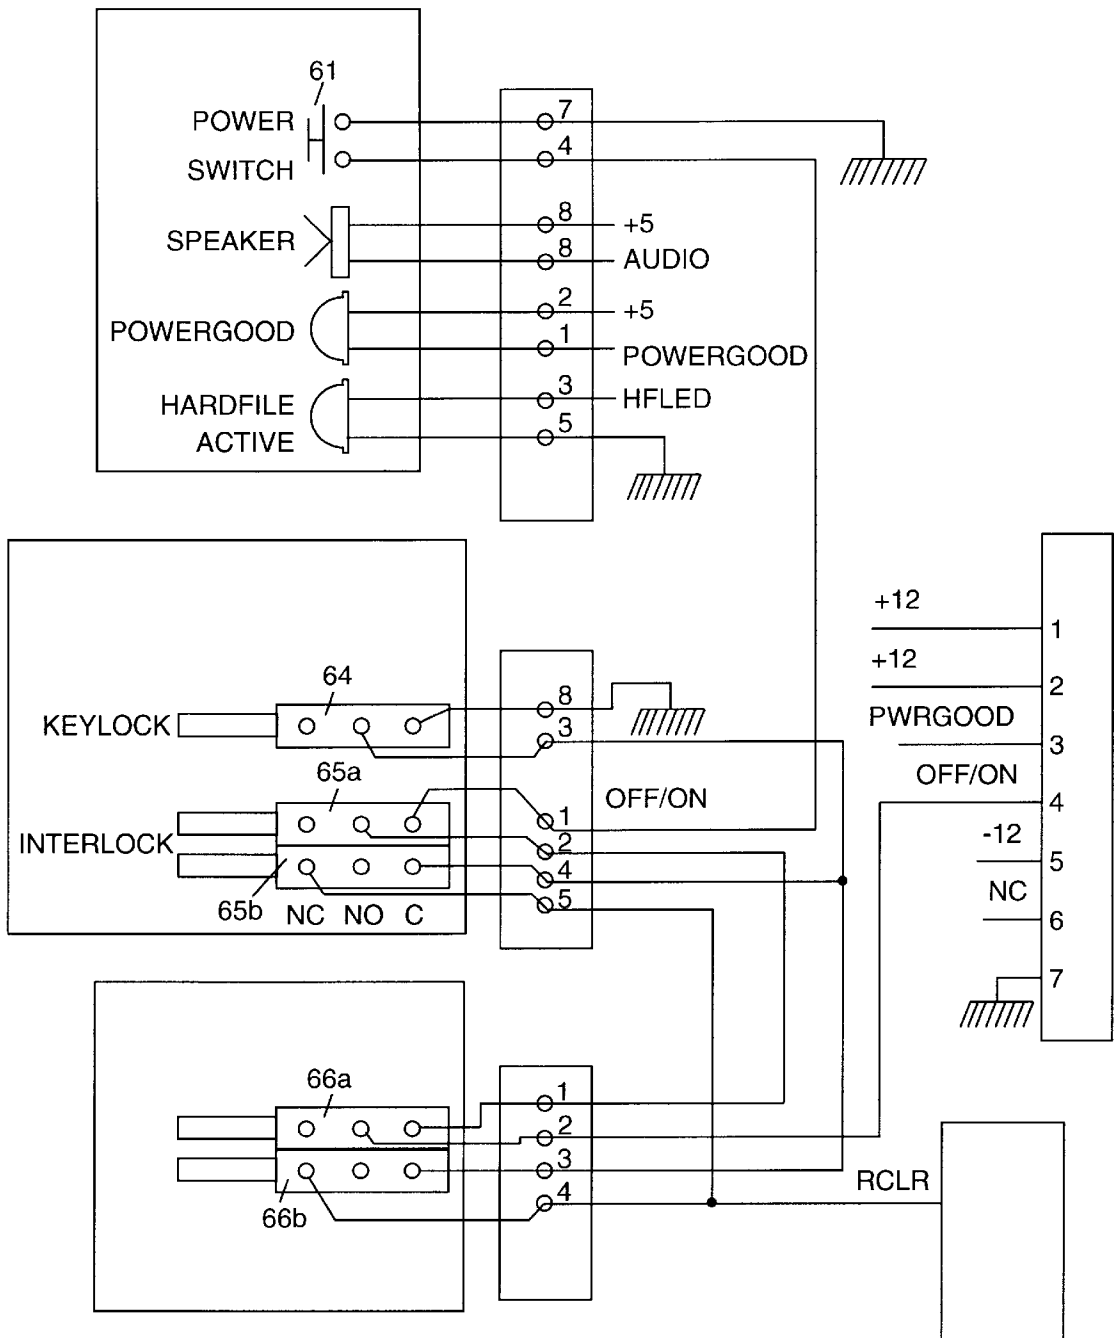 61
POWER
SWITCH
7
4
SPEAKER
8
+5
8
AUDIO
2
+5
POWERGOOD
1
POWERGOOD
3
HFLED
HARDFILE
ACTIVE
5
+12
1
+12
2
PWRGOOD
3
OFF/ON
4
-12
5
NC
6
7
64
KEYLOCK
8
3
65a
OFF/ON
1
2
INTERLOCK
4
5
65b
NC NO C
66a
1
2
3
4
66b
RCLR